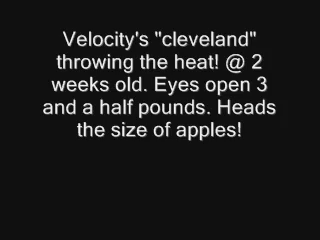 Velocity's "cleveland"
throwing the heat! @ 2
weeks old. Eyes open 3
and a half pounds. Heads
the size of apples!